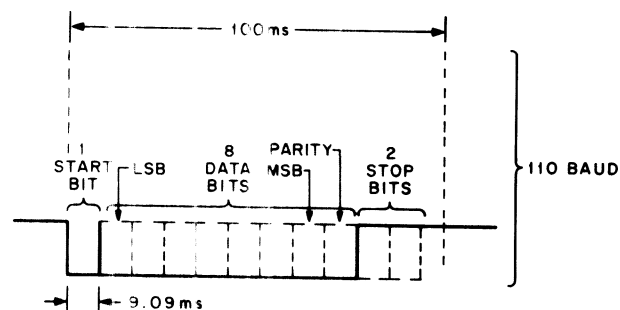 100ms
1
START
BIT
LSB
8
DATA
BITS
PARITY
MSB
2
STOP
BITS
110 BAUD
9.09ms